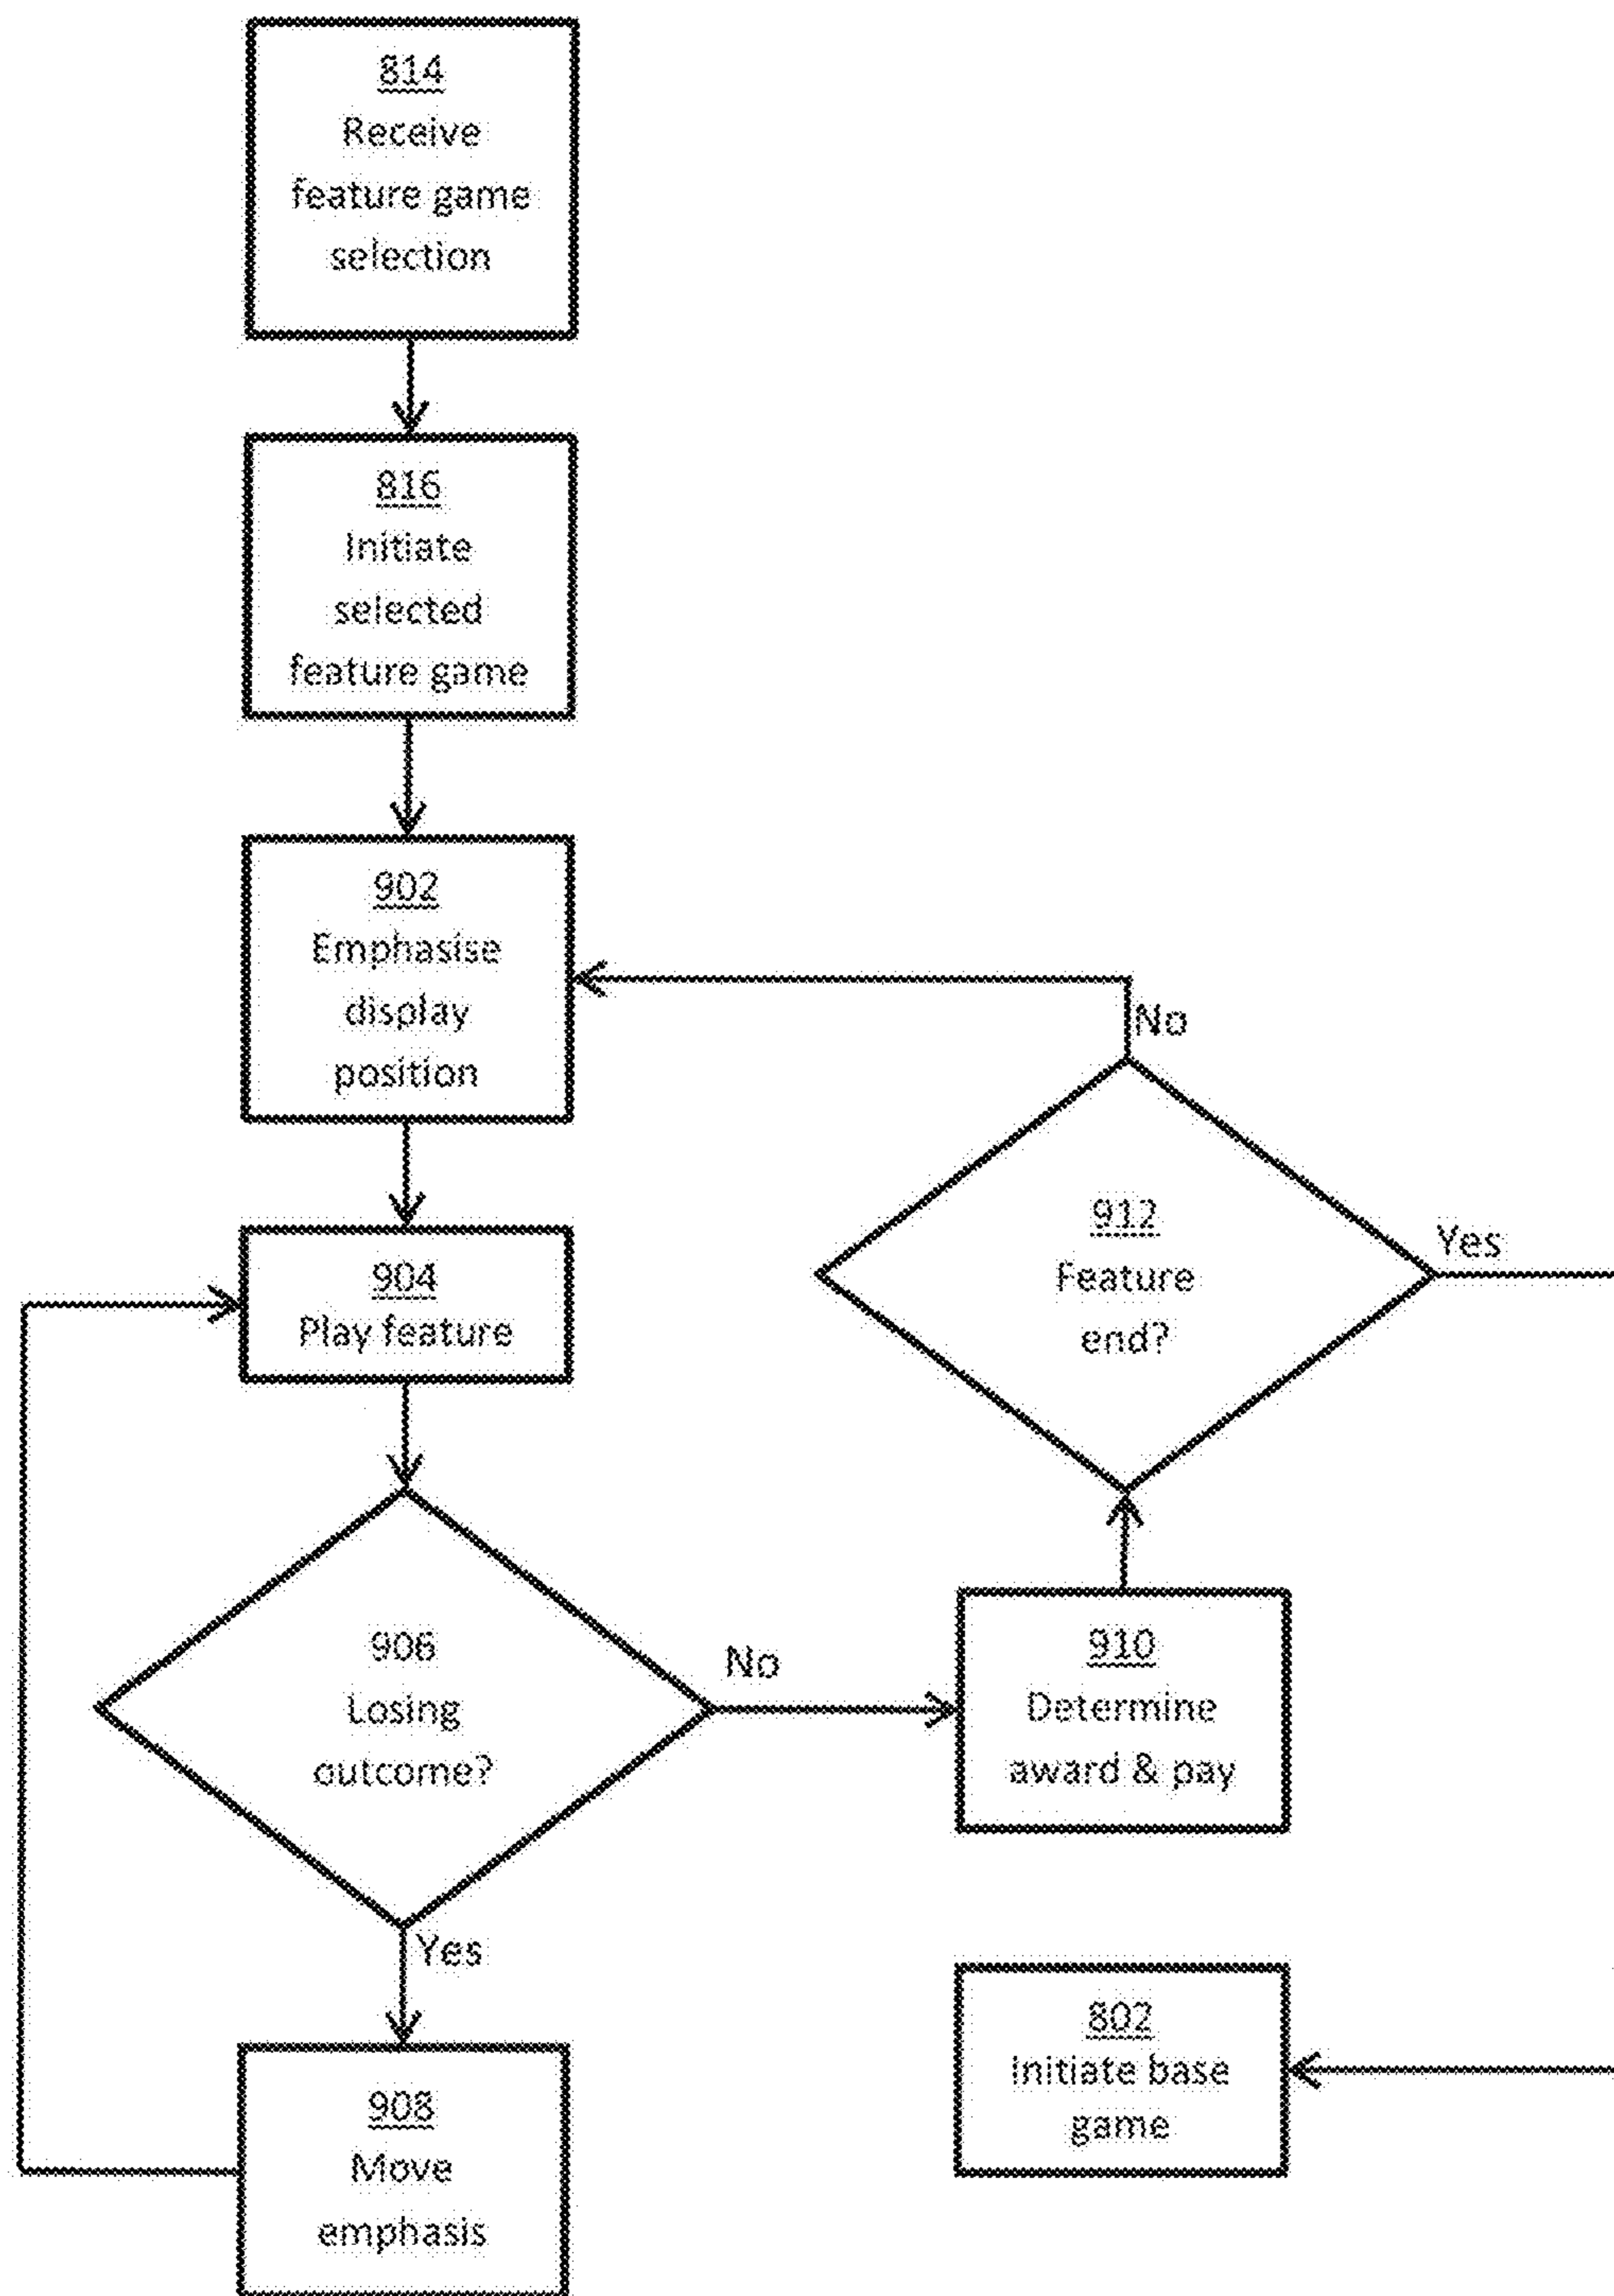 814
Receive
feature game
selection
816
Initiate
selected
feature game
902
Emphasise
display
position
No
904
Play feature
912
Feature
end?
Yes
906
Losing
outcome?
No
910
Determine
award & pay
Yes
908
Move
emphasis
802
Initiate base
game